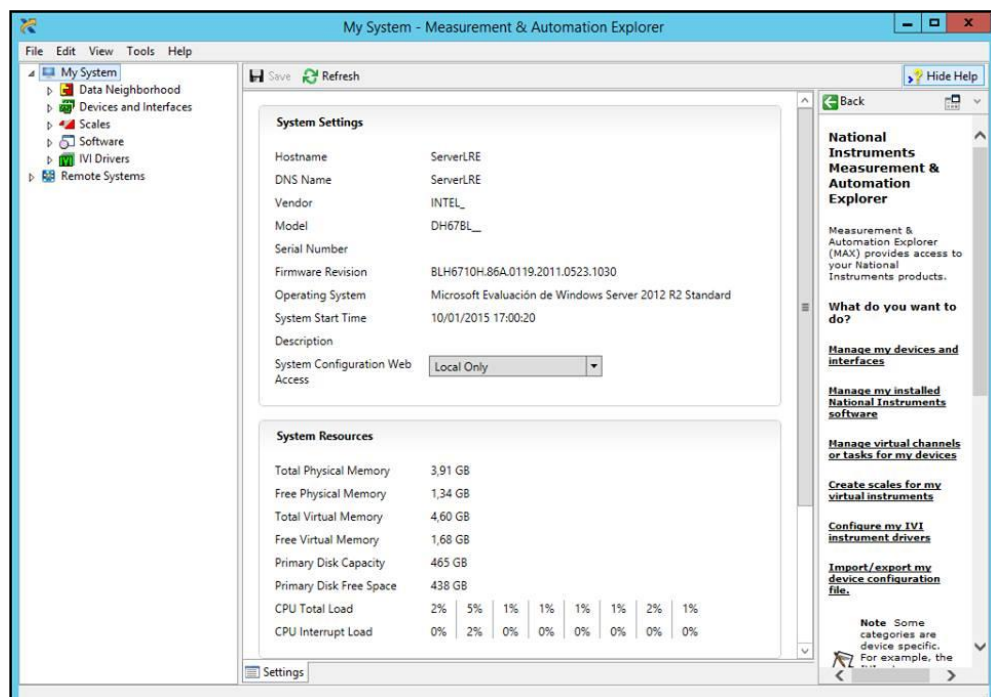 My System - Measurement & Automation Explorer
File Edit View Tools Help
My System
Data Neighborhood
Devices and Interfaces
Scales
Software
IVI Drivers
Remote Systems
Save Refresh
Hide Help
System Settings
Hostname ServerLRE
DNS Name ServerLRE
Vendor INTEL_
Model DH67BL__
Serial Number
Firmware Revision BLH6710H.86A.0119.2011.0523.1030
Operating System Microsoft Evaluación de Windows Server 2012 R2 Standard
System Start Time 10/01/2015 17:00:20
Description
System Configuration Web
Access
Local Only
System Resources
Total Physical Memory 3,91 GB
Free Physical Memory 1,34 GB
Total Virtual Memory 4,60 GB
Free Virtual Memory 1,68 GB
Primary Disk Capacity 465 GB
Primary Disk Free Space 438 GB
CPU Total Load 2% 5% 1% 1% 1% 1% 2% 1%
CPU Interrupt Load 0% 2% 0% 0% 0% 0% 0% 0%
Settings
Back
National
Instruments
Measurement &
Automation
Explorer
Measurement &
Automation Explorer
(MAX) provides access to
your National
Instruments products.
What do you want to
do?
Manage my devices and
interfaces
Manage my installed
National Instruments
software
Manage virtual channels
or tasks for my devices
Create scales for my
virtual instruments
Configure my IVI
instrument drivers
Import/export my
device configuration
file.
Note Some
categories are
device specific.
For example, the